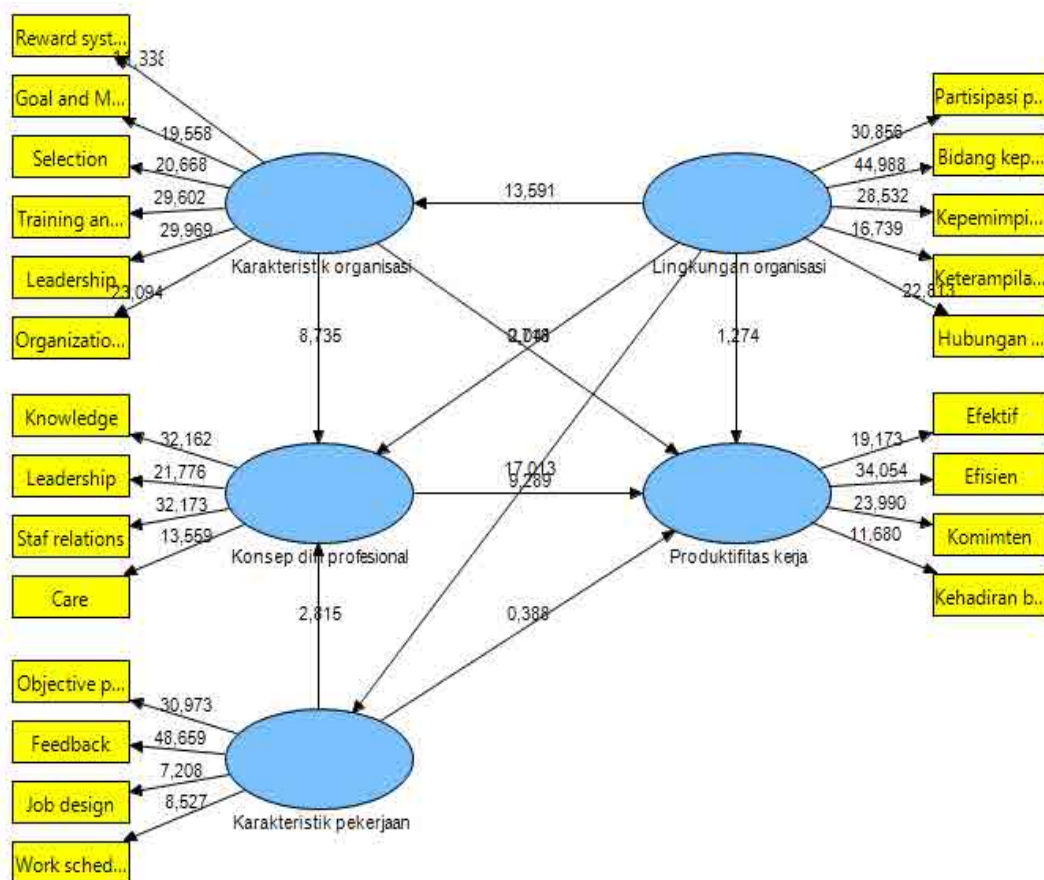 Reward syst...
Goal and M...
19,558
Selection
20,668
Training an...
29,602
Leadership
29,969
Organizatio...
23,094
Karakteristik organisasi
13,591
Lingkungan organisasi
Partisipasi p...
30,856
Bidang kep...
44,988
Kepemimpi...
28,532
Keterampila...
16,739
Hubungan ...
22,813
8,735
1,274
Knowledge
32,162
Leadership
21,776
Staf relations
32,173
Care
13,559
Konsep diri profesional
17,013
9,289
Produktifitas kerja
Efektif
19,173
Efisien
34,054
Komimten
23,990
Kehadiran b...
11,680
2,815
0,388
Objective p...
30,973
Feedback
48,659
Job design
7,208
Work sched...
8,527
Karakteristik pekerjaan